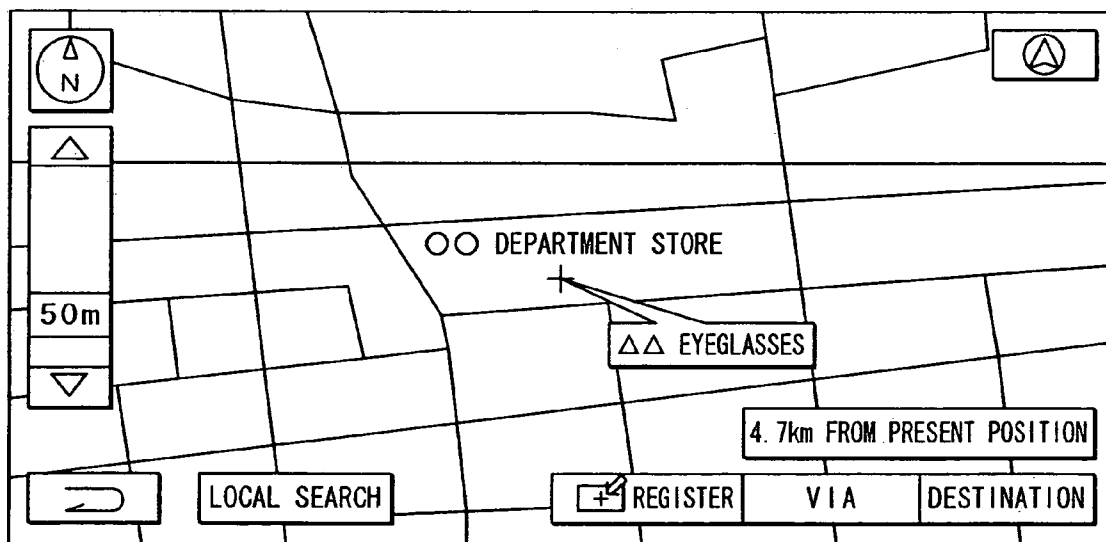 N
○○ DEPARTMENT STORE
50m
△△ EYEGLASSES
4.7km FROM PRESENT POSITION
LOCAL SEARCH
REGISTER
VIA
DESTINATION